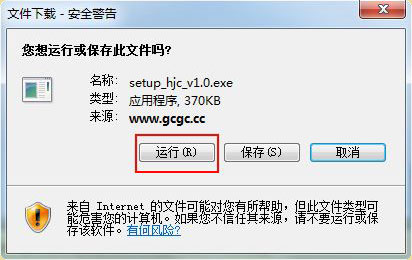 文件下载 - 安全警告
您想运行或保存此文件吗?
名称: setup_hjc_v1.0.exe
类型: 应用程序, 370KB
来源: www.gcgc.cc
运行(R) 保存(S) 取消
来自 Internet 的文件可能对您有所帮助，但此文件类型可
能危害您的计算机。如果您不信任其来源，请不要运行或保
存该软件。有何风险?